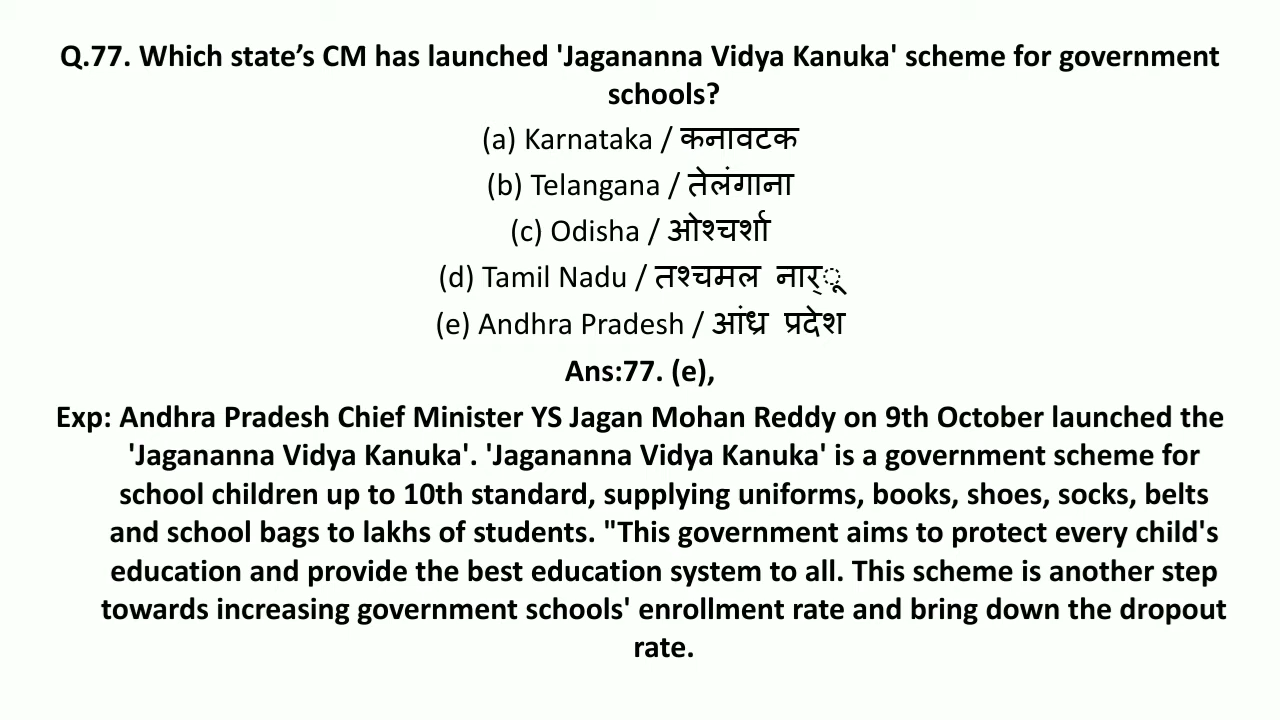 Q.77. Which state’s CM has launched 'Jagananna Vidya Kanuka' scheme for government
schools?
(a) Karnataka / कनावटक
(b) Telangana / तेलंगाना
(c) Odisha / ओश्चर्शा
(d) Tamil Nadu / तश्चमल नार््ू
(e) Andhra Pradesh / आंध्र प्रदेश
Ans:77. (e),
Exp: Andhra Pradesh Chief Minister YS Jagan Mohan Reddy on 9th October launched the
'Jagananna Vidya Kanuka'. 'Jagananna Vidya Kanuka' is a government scheme for
school children up to 10th standard, supplying uniforms, books, shoes, socks, belts
and school bags to lakhs of students. "This government aims to protect every child's
education and provide the best education system to all. This scheme is another step
towards increasing government schools' enrollment rate and bring down the dropout
rate.